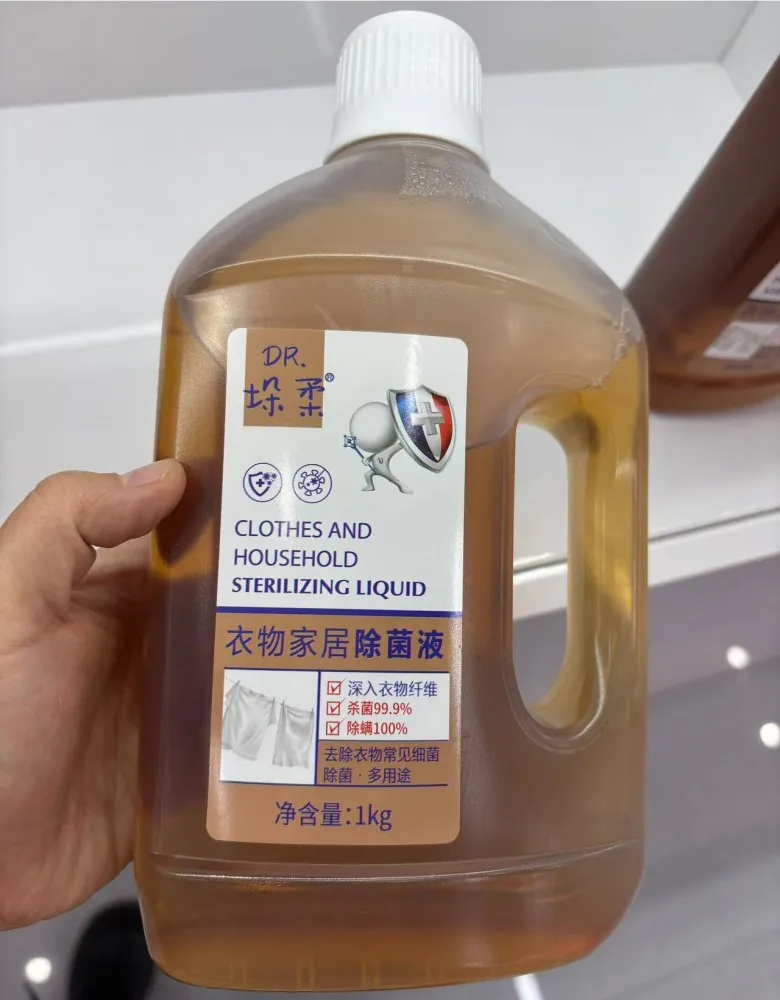 DR.
垛柔®
CLOTHES AND
HOUSEHOLD
STERILIZING LIQUID
衣物家居除菌液
深入衣物纤维
杀菌99.9%
除螨100%
去除衣物常见细菌
除菌·多用途
净含量:1kg